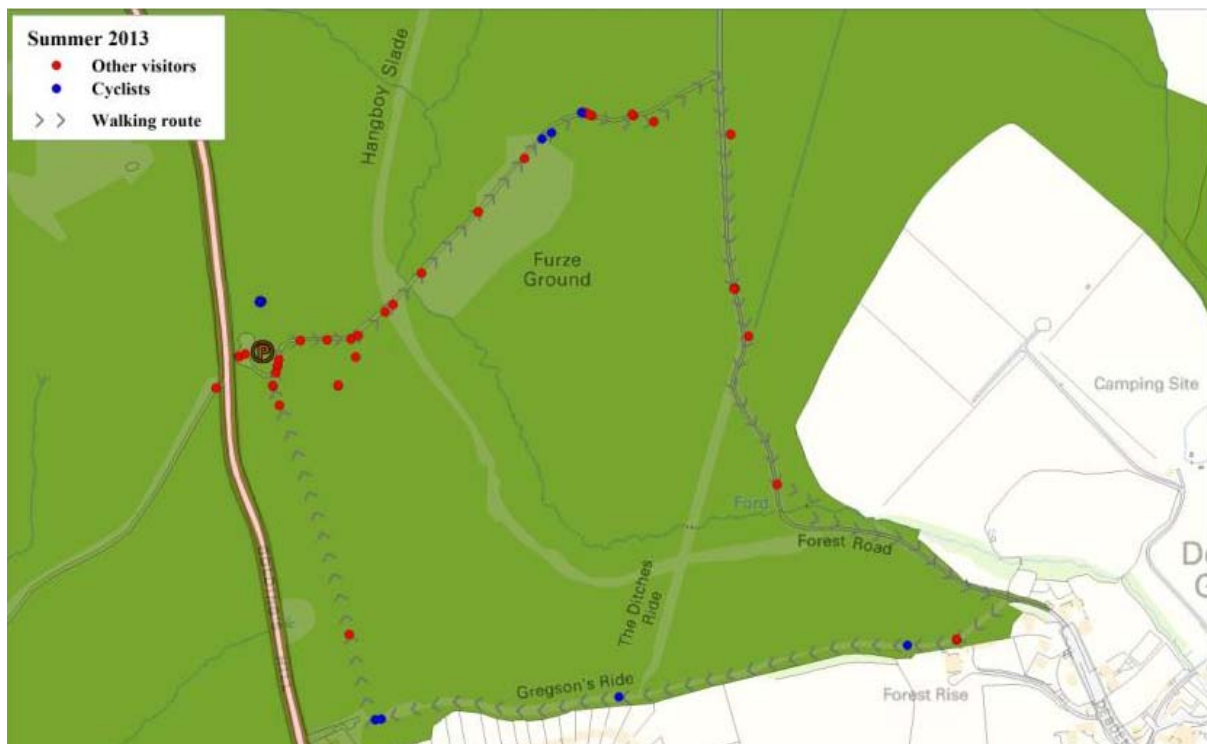 Summer 2013
Other visitors
Cyclists
Walking route
Hangboy Slade
Furze
Ground
P
Camping Site
Ford
Forest Road
The Ditches
Ride
Gregson's Ride
Forest Rise